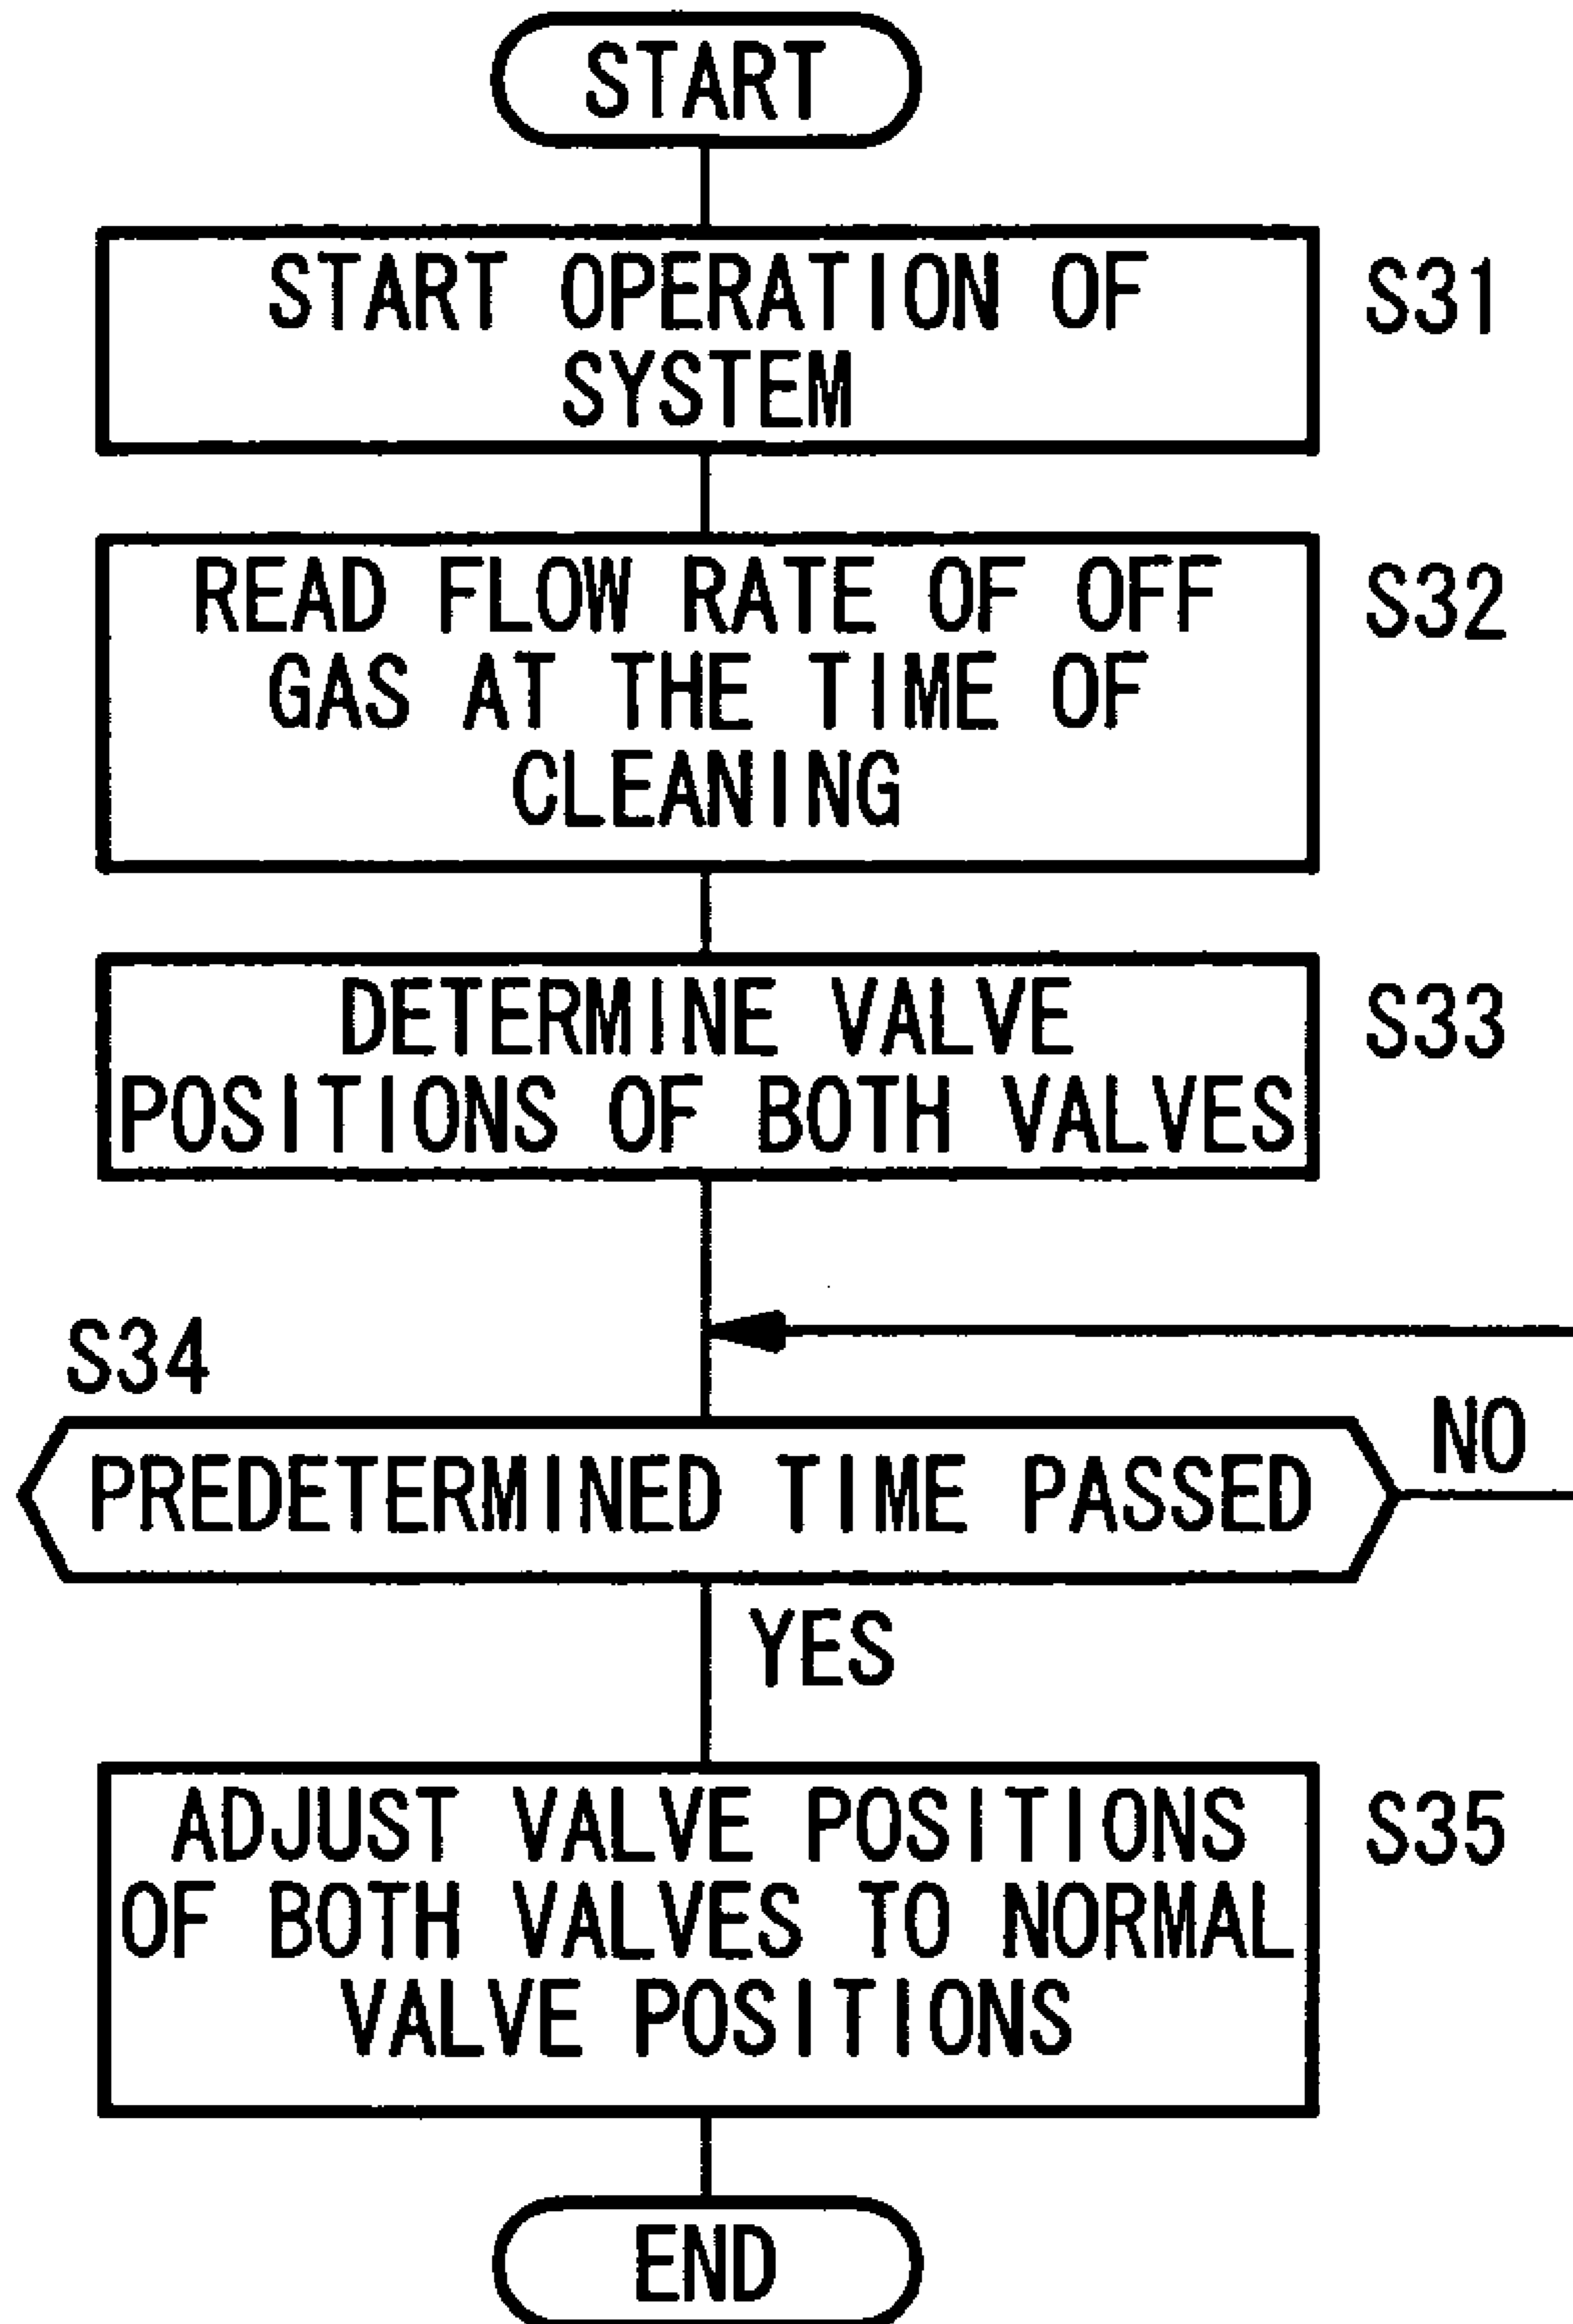 START
START OPERATION OF
SYSTEM
S31
READ FLOW RATE OF OFF
GAS AT THE TIME OF
CLEANING
S32
DETERMINE VALVE
POSITIONS OF BOTH VALVES
S33
S34
PREDETERMINED TIME PASSED
NO
YES
ADJUST VALVE POSITIONS
OF BOTH VALVES TO NORMAL
VALVE POSITIONS
S35
END